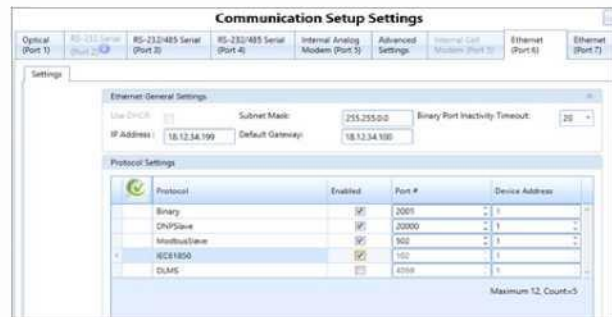 Communication Setup Settings
Optical (Port 1) RS-232 Serial (Port 2) RS-232/485 Serial (Port 3) RS-232/485 Serial (Port 4) Internal Analog Modem (Port 5) Advanced Settings Internal Cell Modem (Port 5) Ethernet (Port 6) Ethernet (Port 7)
Settings
Ethernet General Settings
Use DHCP: Subnet Mask: 255.255.0.0 Binary Port Inactivity Timeout: 20
IP Address: 18.12.34.199 Default Gateway: 18.12.34.100
Protocol Settings
Protocol Enabled Port # Device Address
Binary 2001 1
DNPSlave 20000 1
ModbusSlave 502 1
IEC61850 102 1
DLMS 4059 1
Maximum 12, Count=5